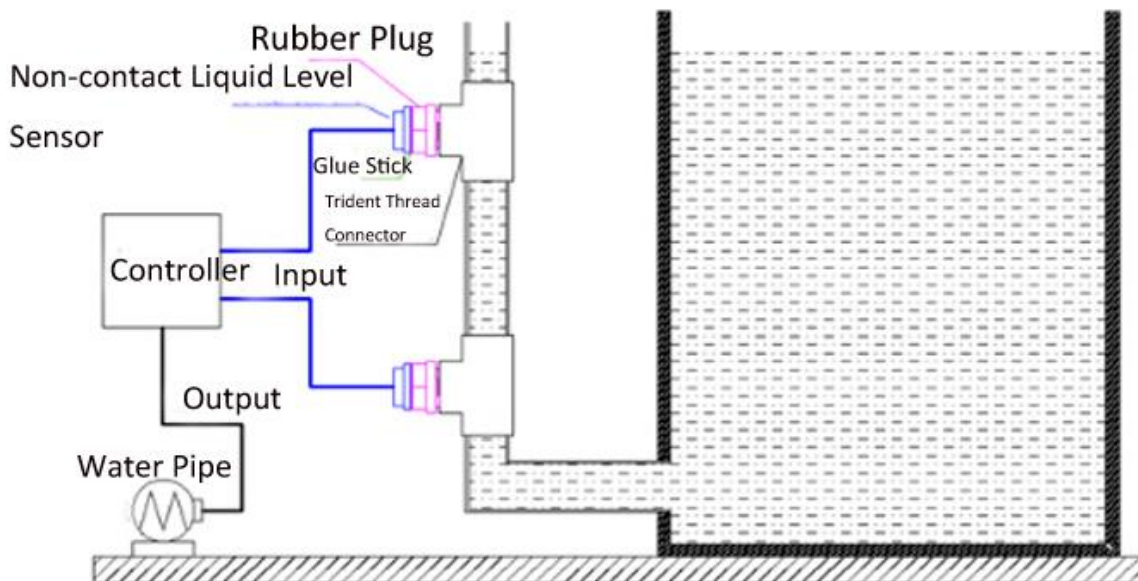 Rubber Plug
Non-contact Liquid Level
Sensor
Glue Stick
Trident Thread
Connector
Controller
Input
Output
Water Pipe